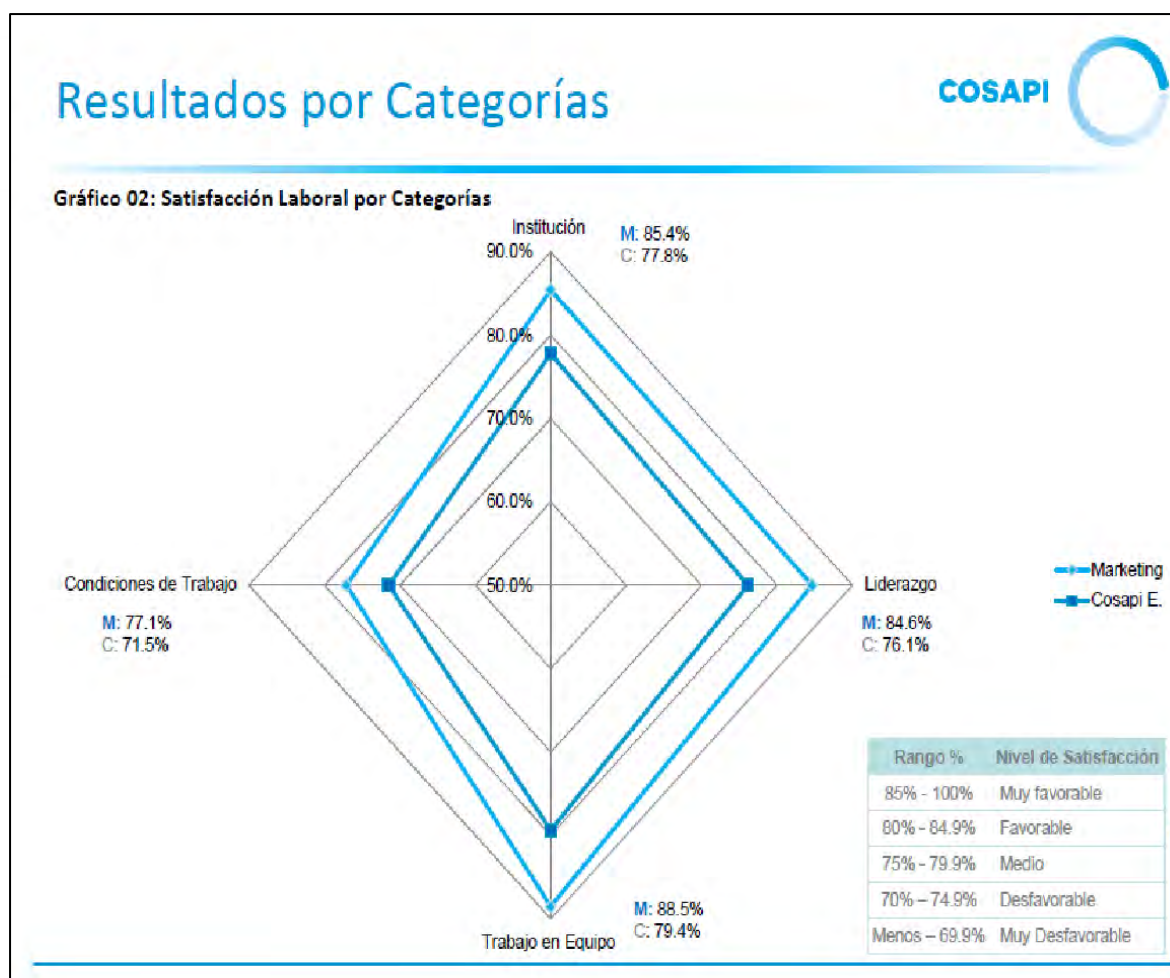 Resultados por Categorías
COSAPI
Gráfico 02: Satisfacción Laboral por Categorías
Institución
M: 85.4%
C: 77.8%
90.0%
80.0%
70.0%
60.0%
50.0%
Condiciones de Trabajo
M: 77.1%
C: 71.5%
Liderazgo
M: 84.6%
C: 76.1%
Marketing
Cosapi E.
Trabajo en Equipo
M: 88.5%
C: 79.4%
Rango % Nivel de Satisfacción
85% - 100% Muy favorable
80% - 84.9% Favorable
75% - 79.9% Medio
70% – 74.9% Desfavorable
Menos – 69.9% Muy Desfavorable